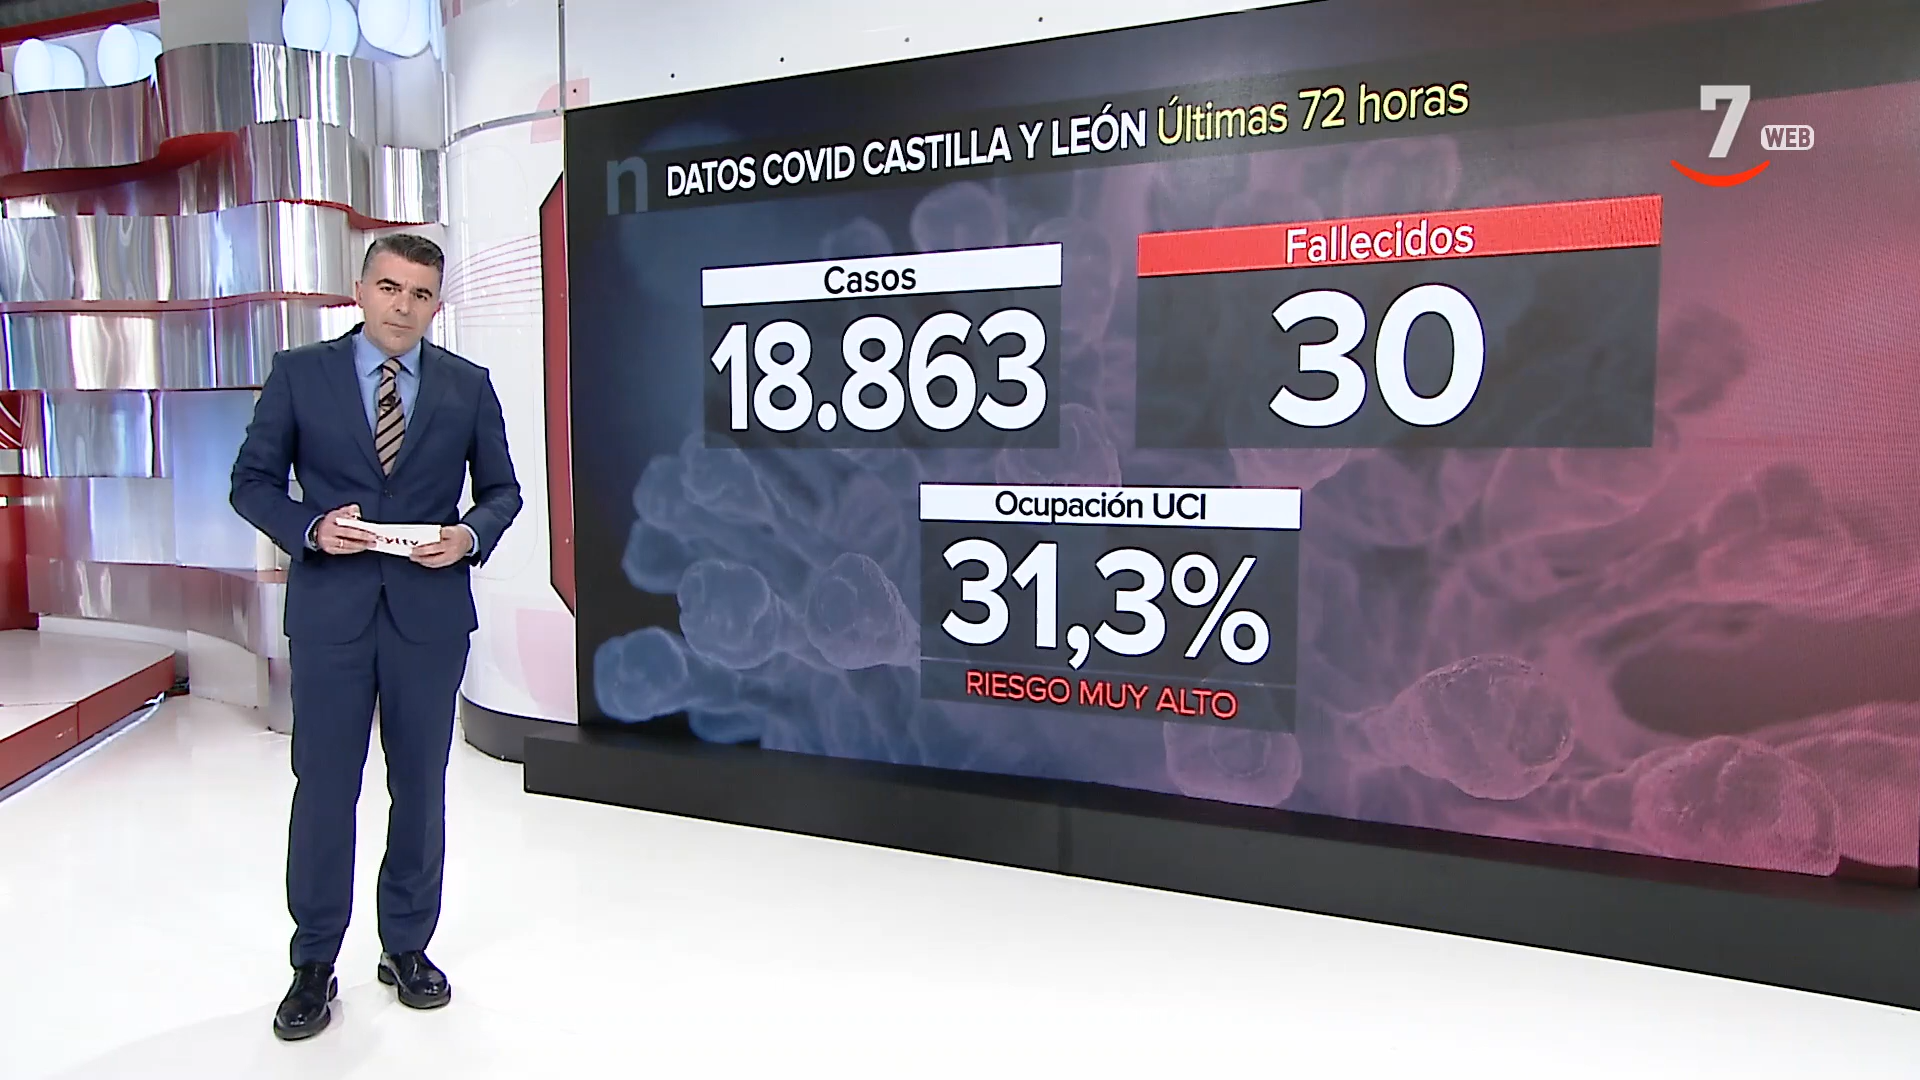 7 WEB
n DATOS COVID CASTILLA Y LEÓN Últimas 72 horas
Casos
18.863
Fallecidos
30
Ocupación UCI
31,3%
RIESGO MUY ALTO
cyltv